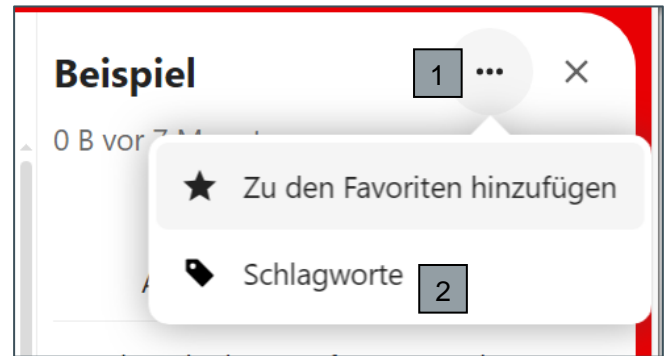 Beispiel
1
0 B vor
Zu den Favoriten hinzufügen
Schlagworte
2